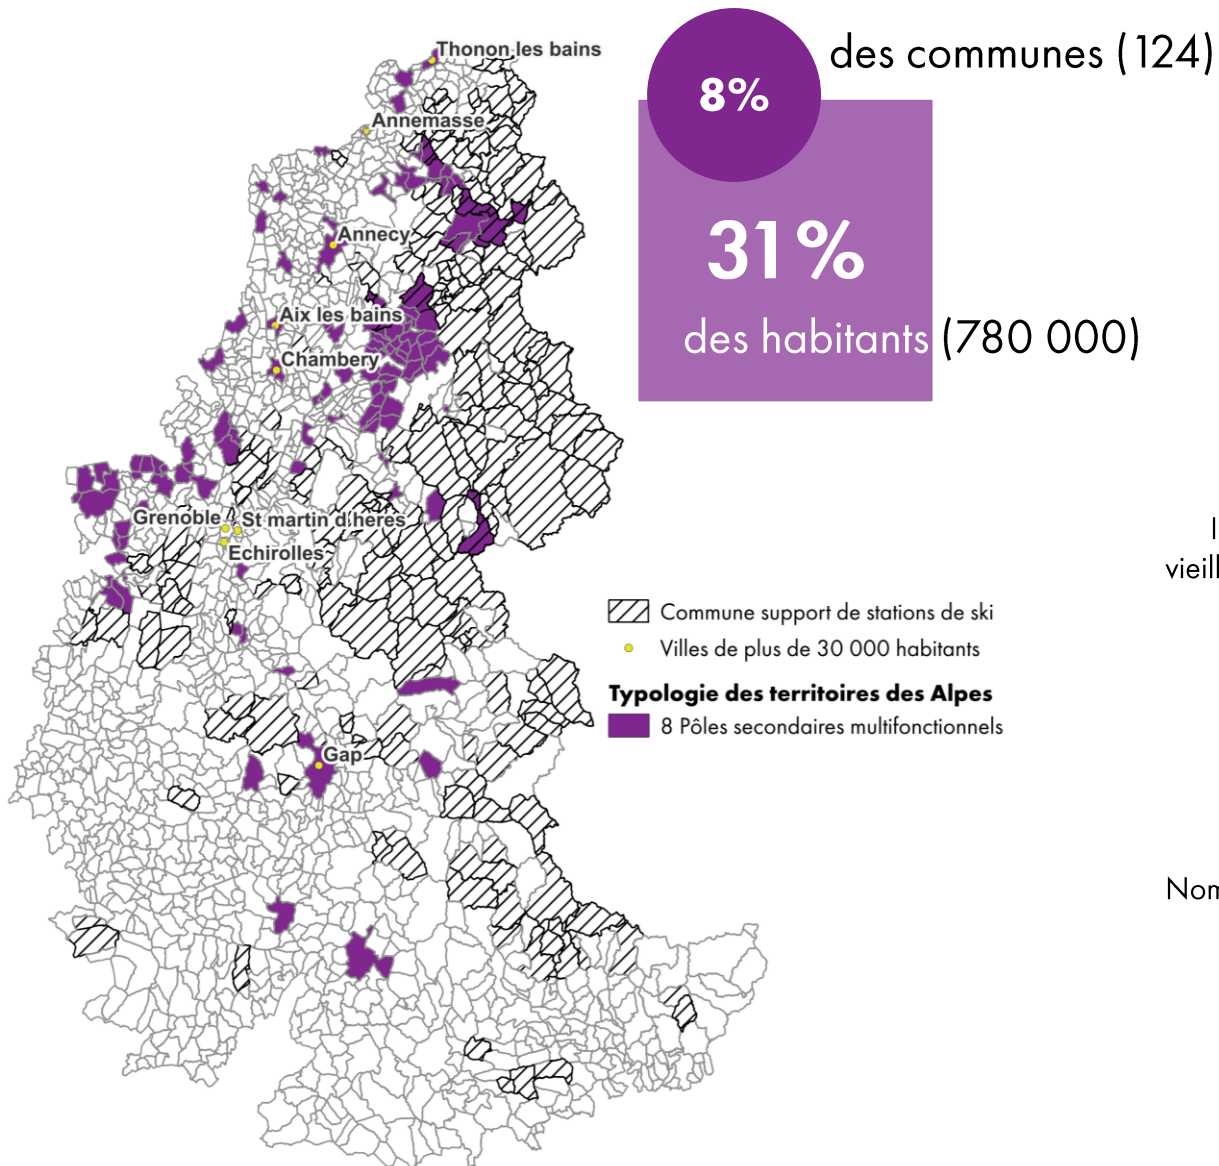 Thonon les bains
des communes (124)
8%
Annemasse
31%
Annecy
des habitants (780 000)
Aix les bains
Chambery
Grenoble
St martin d heres
Echirolles
l
vieill
Commune support de stations de ski
Villes de plus de 30 000 habitants
Typologie des territoires des Alpes
8 Pôles secondaires multifonctionnels
Gap
Nom